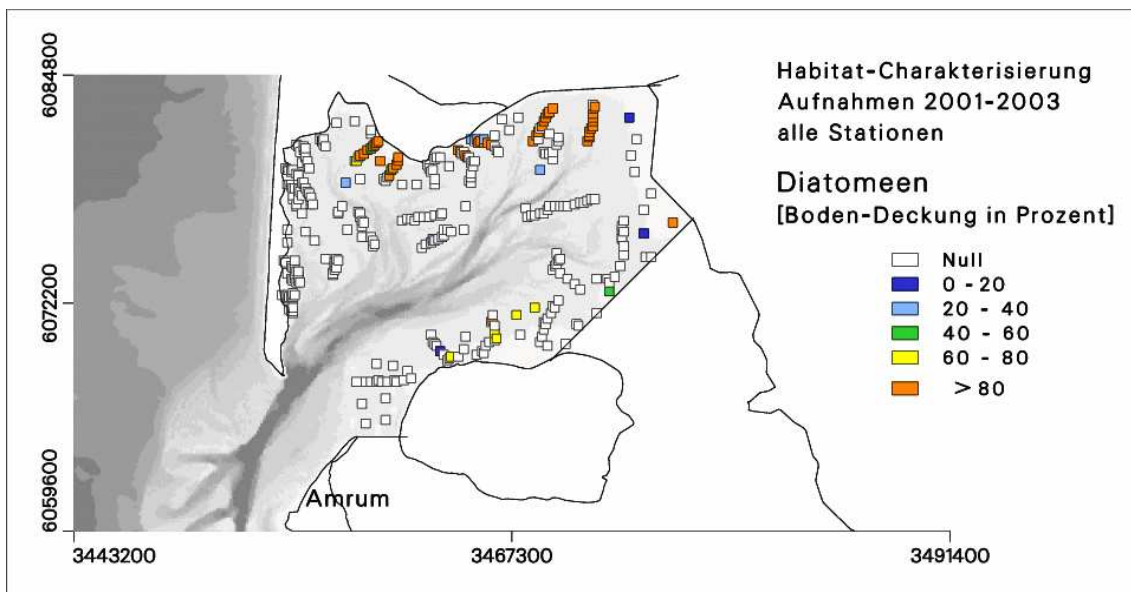 6084800
6072200
6059600
3443200
3467300
3491400
Amrum
Habitat-Charakterisierung
Aufnahmen 2001-2003
alle Stationen
Diatomeen
[Boden-Deckung in Prozent]
Null
0 - 20
20 - 40
40 - 60
60 - 80
> 80